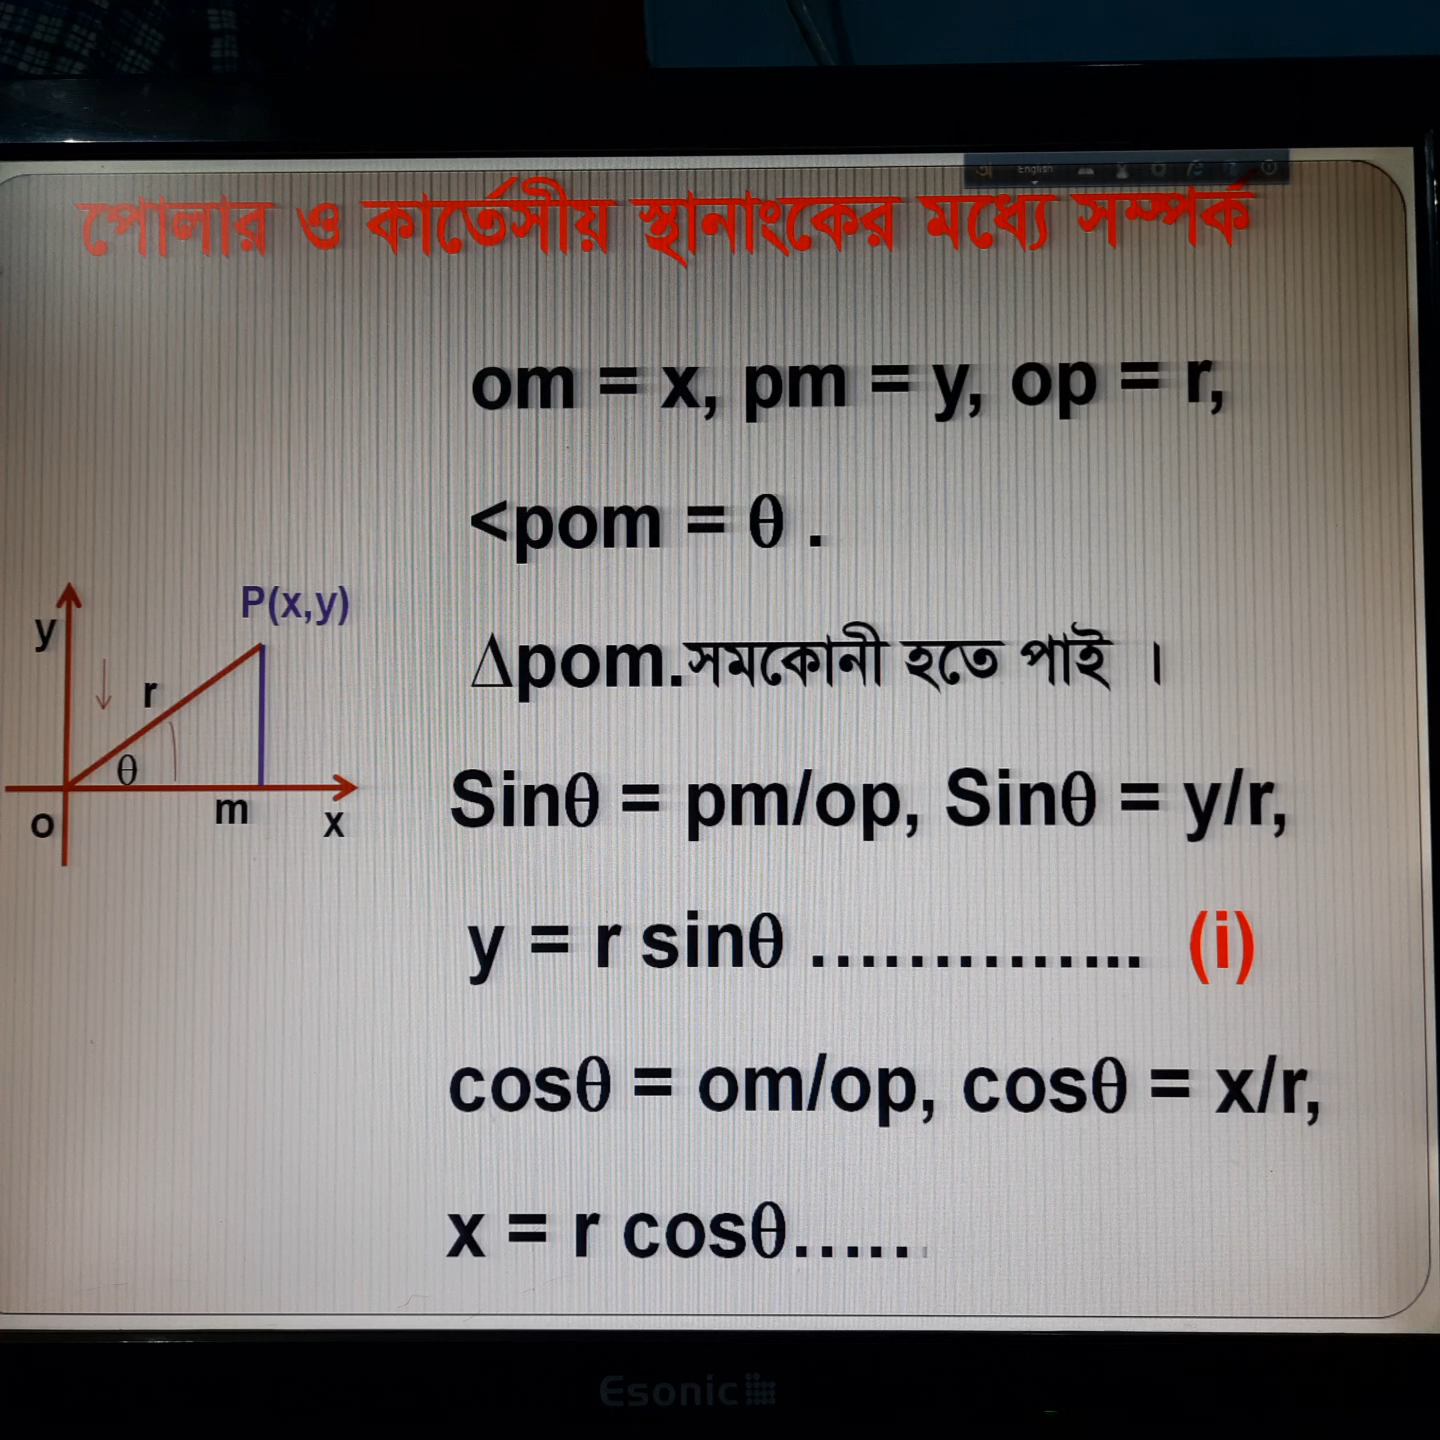 English
পোলার ও কার্তেসীয় স্থানাংকের মধ্যে সম্পর্ক
om = x, pm = y, op = r,
<pom = θ .
P(x,y)
y
r
θ
o
m
x
Δpom.সমকোনী হতে পাই ।
Sinθ = pm/op, Sinθ = y/r,
y = r sinθ .............. (i)
cosθ = om/op, cosθ = x/r,
x = r cosθ.....
Esonic